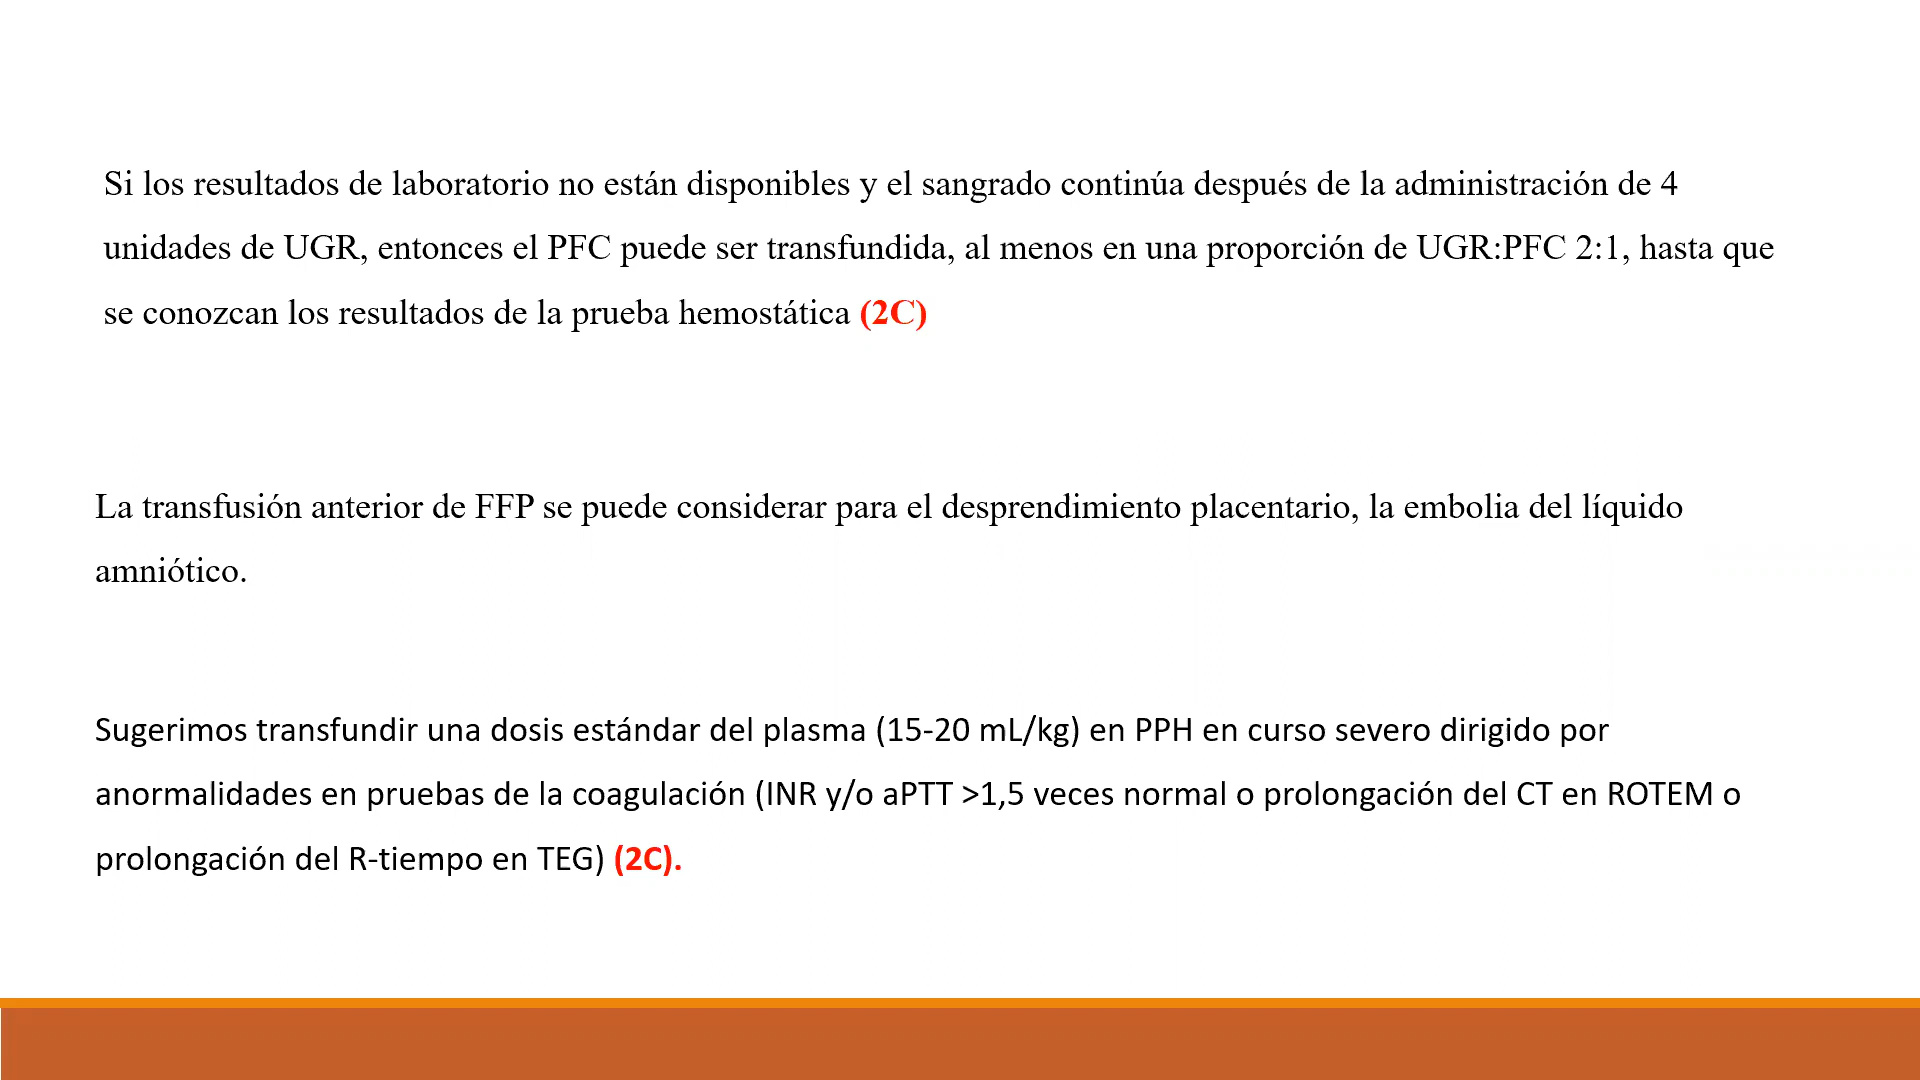 Si los resultados de laboratorio no están disponibles y el sangrado continúa después de la administración de 4
unidades de UGR, entonces el PFC puede ser transfundida, al menos en una proporción de UGR:PFC 2:1, hasta que
se conozcan los resultados de la prueba hemostática (2C)
La transfusión anterior de FFP se puede considerar para el desprendimiento placentario, la embolia del líquido
amniótico.
Sugerimos transfundir una dosis estándar del plasma (15-20 mL/kg) en PPH en curso severo dirigido por
anormalidades en pruebas de la coagulación (INR y/o aPTT >1,5 veces normal o prolongación del CT en ROTEM o
prolongación del R-tiempo en TEG) (2C).